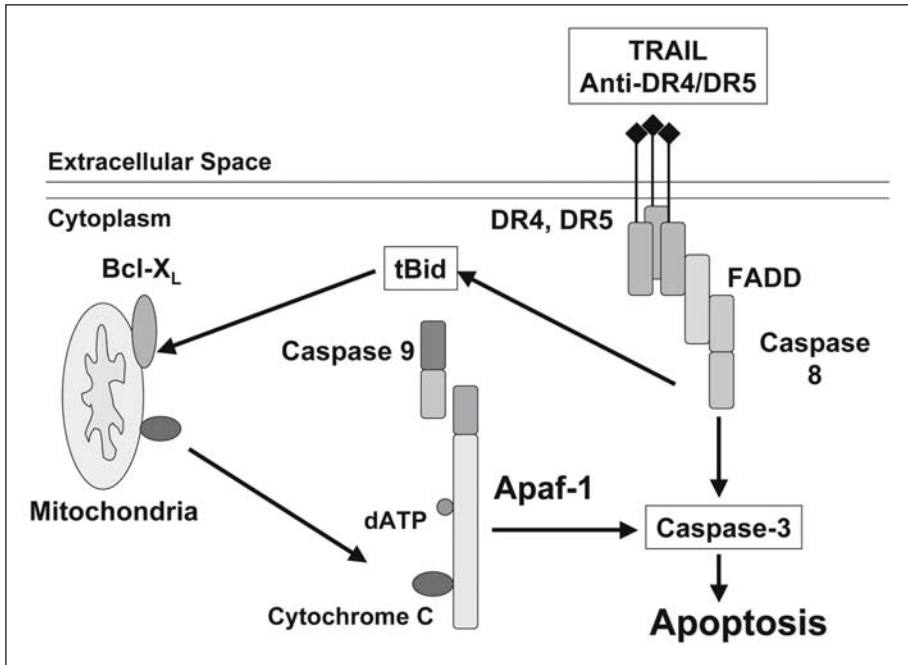 TRAIL
Anti-DR4/DR5
Extracellular Space
Cytoplasm
DR4, DR5
Bcl-XL
tBid
FADD
Caspase 9
Caspase
8
Mitochondria
Apaf-1
dATP
Caspase-3
Cytochrome C
Apoptosis